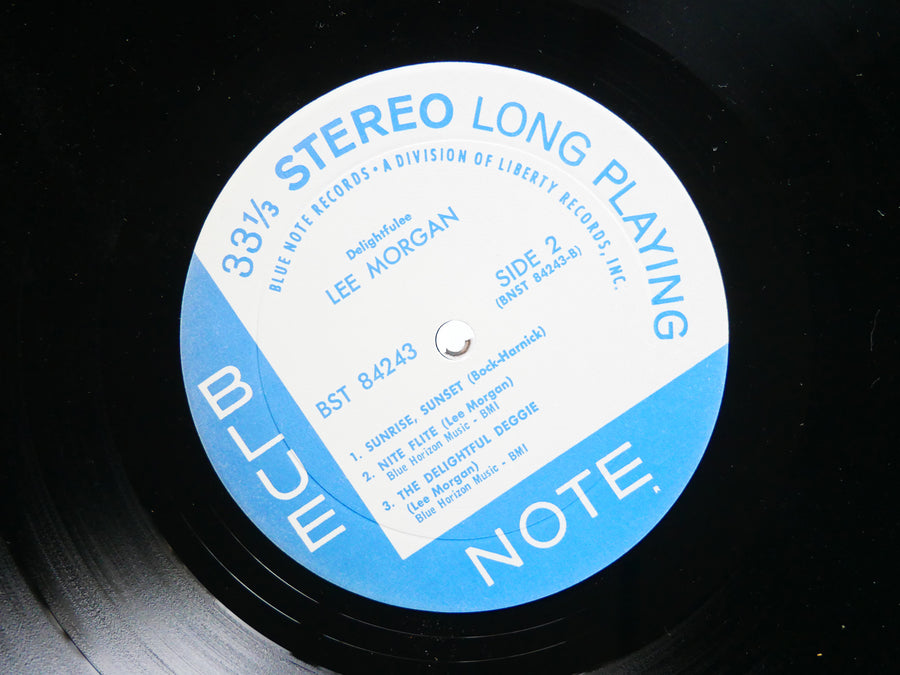 33⅓ STEREO LONG PLAYING
BLUE NOTE RECORDS • A DIVISION OF LIBERTY RECORDS, INC.
Delightfulee
LEE MORGAN
SIDE 2
(BNST 84243-B)
BST 84243
1. SUNRISE, SUNSET (Bock-Harnick)
2. NITE FLITE (Lee Morgan)
Blue Horizon Music - BMI
3. THE DELIGHTFUL DEGGIE
(Lee Morgan)
Blue Horizon Music - BMI
BLUE
NOTE